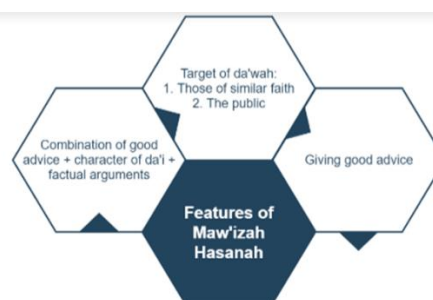 Target of da'wah:
1. Those of similar faith
2. The public
Combination of good
advice + character of da'i +
factual arguments
Giving good advice
Features of
Maw'izah
Hasanah